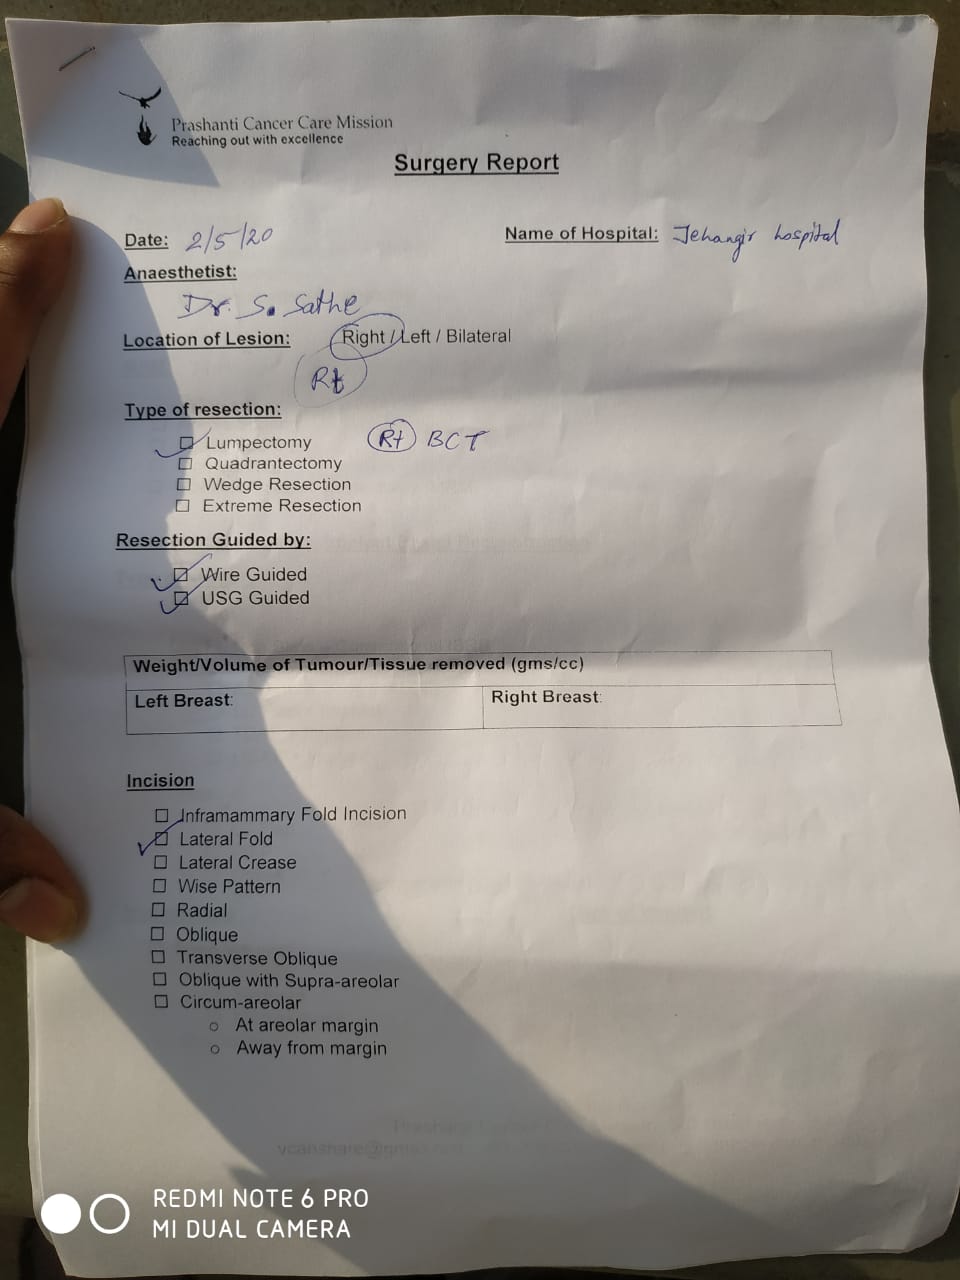 Prashanti Cancer Care Mission
Reaching out with excellence
Surgery Report
Date: 2/5/20 Name of Hospital: Jehangir hospital
Anaesthetist:
Dr. S. Sathe
Location of Lesion: Right / Left / Bilateral
Rt
Type of resection:
☑ Lumpectomy Rt BCT
☐ Quadrantectomy
☐ Wedge Resection
☐ Extreme Resection
Resection Guided by:
☑ Wire Guided
☑ USG Guided
Weight/Volume of Tumour/Tissue removed (gms/cc)
Left Breast: Right Breast:
Incision
☐ Inframammary Fold Incision
☑ Lateral Fold
☐ Lateral Crease
☐ Wise Pattern
☐ Radial
☐ Oblique
☐ Transverse Oblique
☐ Oblique with Supra-areolar
☐ Circum-areolar
○ At areolar margin
○ Away from margin
REDMI NOTE 6 PRO
MI DUAL CAMERA